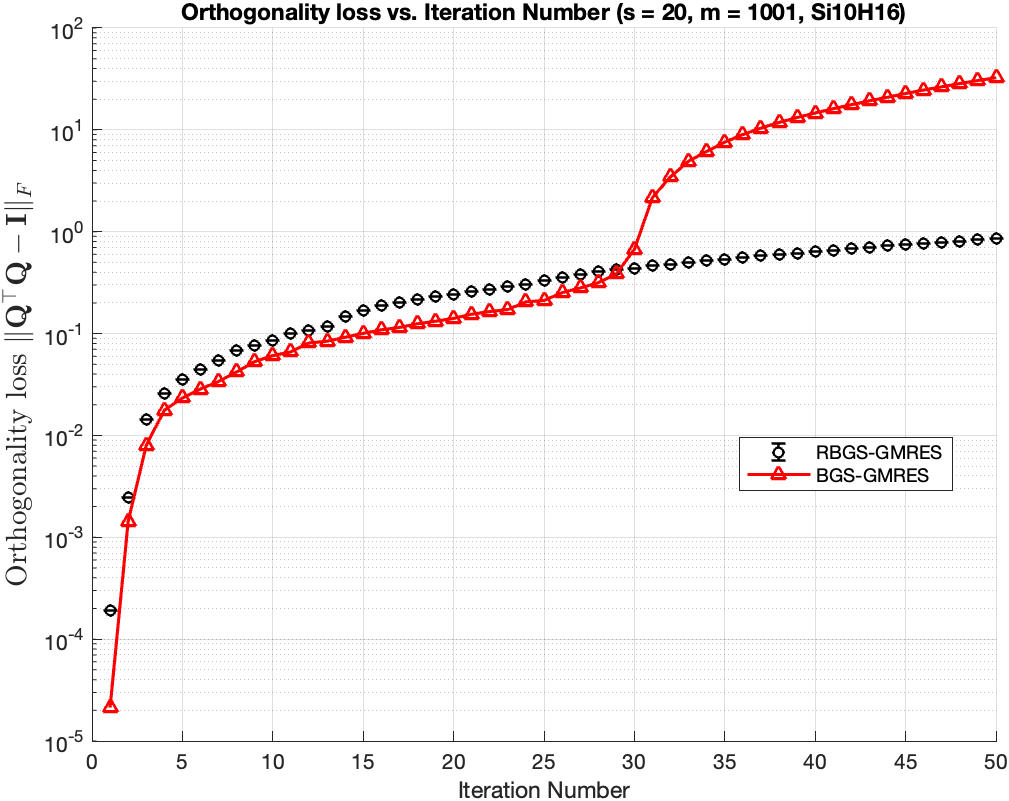 Orthogonality loss vs. Iteration Number (s = 20, m = 1001, Si10H16)
Orthogonality loss ‖Q⊤Q − I‖F
10^2
10^1
10^0
10^-1
10^-2
10^-3
10^-4
10^-5
RBGS-GMRES
BGS-GMRES
0 5 10 15 20 25 30 35 40 45 50
Iteration Number